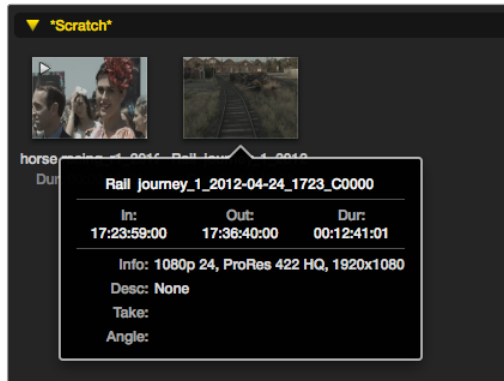 *Scratch*
horse
Rail journey_1_2012-04-24_1723_C0000
In: Out: Dur:
17:23:59:00 17:36:40:00 00:12:41:01
Info: 1080p 24, ProRes 422 HQ, 1920x1080
Desc: None
Take:
Angle: